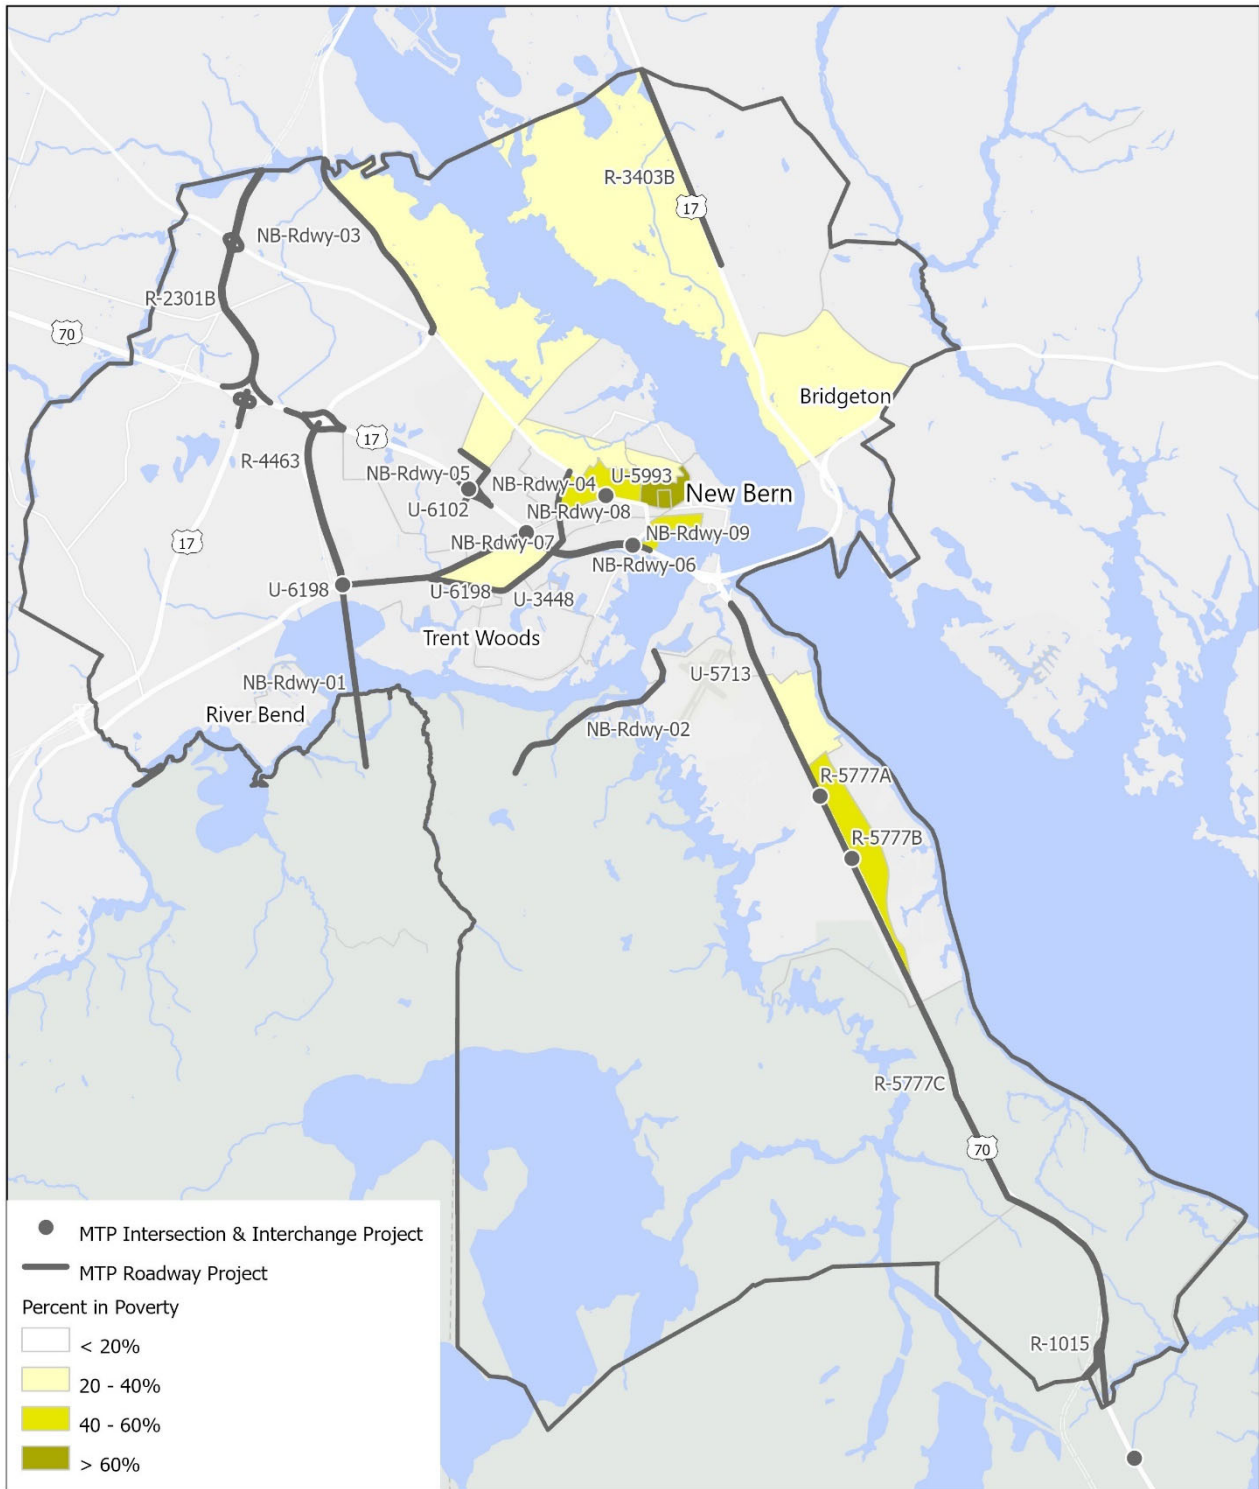 R-3403B
17
NB-Rdwy-03
R-2301B
70
Bridgeton
17
R-4463
NB-Rdwy-05
NB-Rdwy-04
U-5993
New Bern
U-6102
NB-Rdwy-08
NB-Rdwy-09
17
NB-Rdwy-07
NB-Rdwy-06
U-6198
U-6198
U-3448
Trent Woods
U-5713
NB-Rdwy-01
River Bend
NB-Rdwy-02
R-5777A
R-5777B
R-5777C
70
MTP Intersection & Interchange Project
MTP Roadway Project
Percent in Poverty
< 20%
R-1015
20 - 40%
40 - 60%
> 60%